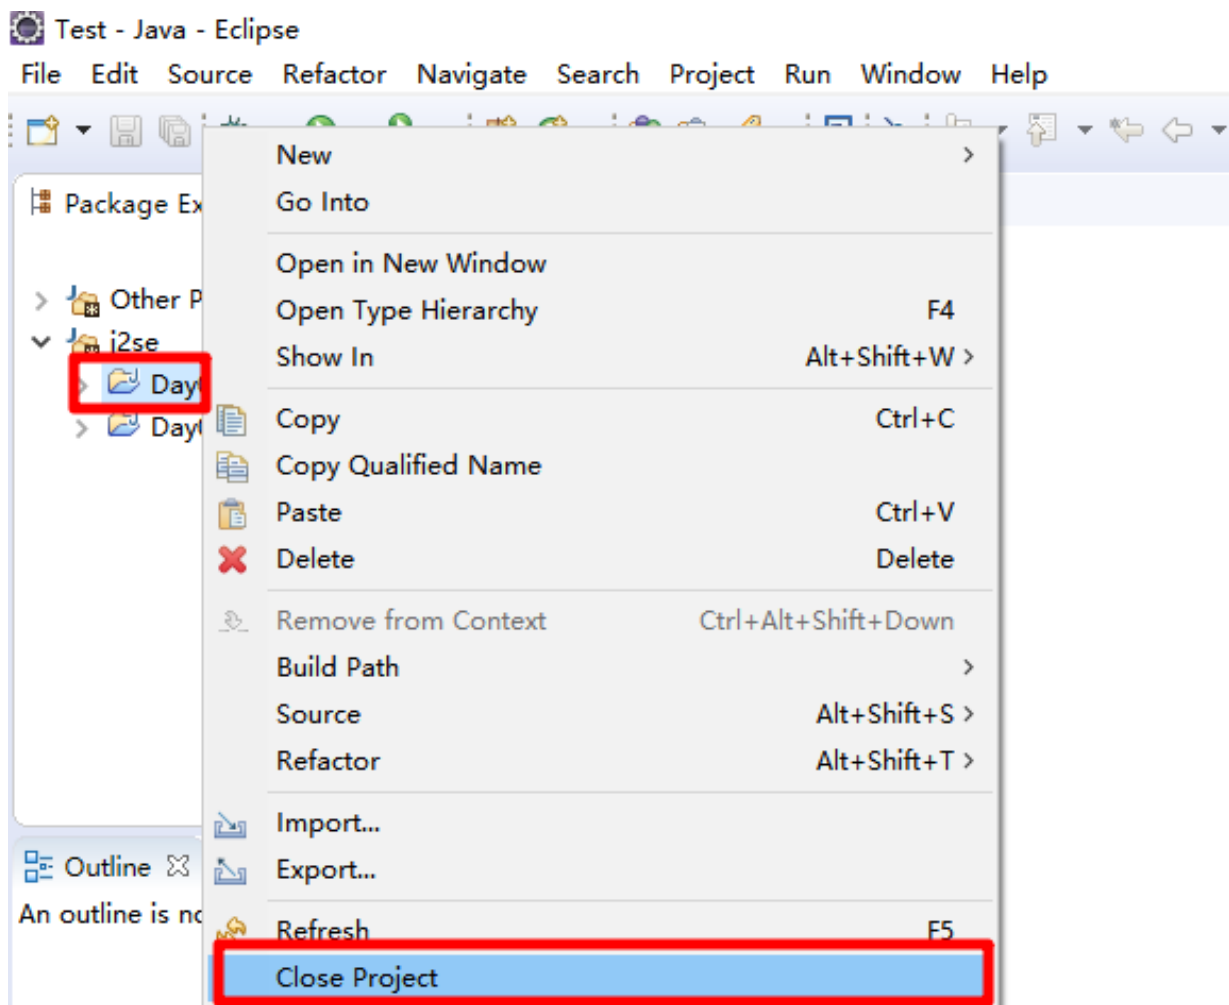 Test - Java - Eclipse
File Edit Source Refactor Navigate Search Project Run Window Help
Package Ex
Other P
j2se
Day
Day
Outline
An outline is no
New
Go Into
Open in New Window
Open Type Hierarchy F4
Show In Alt+Shift+W >
Copy Ctrl+C
Copy Qualified Name
Paste Ctrl+V
Delete Delete
Remove from Context Ctrl+Alt+Shift+Down
Build Path >
Source Alt+Shift+S >
Refactor Alt+Shift+T >
Import...
Export...
Refresh F5
Close Project